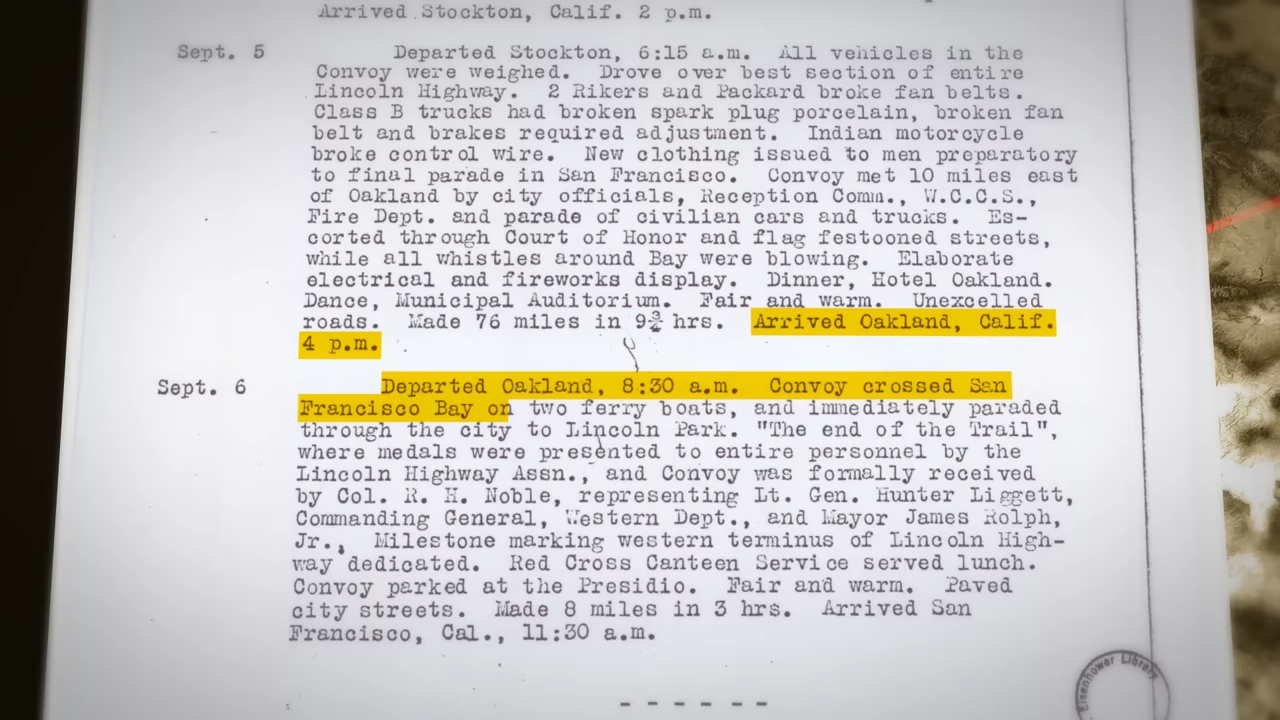 Arrived Stockton, Calif. 2 p.m.
Sept. 5 Departed Stockton, 6:15 a.m. All vehicles in the
Convoy were weighed. Drove over best section of entire
Lincoln Highway. 2 Rikers and Packard broke fan belts.
Class B trucks had broken spark plug porcelain, broken fan
belt and brakes required adjustment. Indian motorcycle
broke control wire. New clothing issued to men preparatory
to final parade in San Francisco. Convoy met 10 miles east
of Oakland by city officials, Reception Comm., W.C.C.S.,
Fire Dept. and parade of civilian cars and trucks. Es-
corted through Court of Honor and flag festooned streets,
while all whistles around Bay were blowing. Elaborate
electrical and fireworks display. Dinner, Hotel Oakland.
Dance, Municipal Auditorium. Fair and warm. Unexcelled
roads. Made 76 miles in 9¾ hrs. Arrived Oakland, Calif.
4 p.m.
Sept. 6 Departed Oakland, 8:30 a.m. Convoy crossed San
Francisco Bay on two ferry boats, and immediately paraded
through the city to Lincoln Park. "The end of the Trail",
where medals were presented to entire personnel by the
Lincoln Highway Assn., and Convoy was formally received
by Col. R. H. Noble, representing Lt. Gen. Hunter Liggett,
Commanding General, Western Dept., and Mayor James Rolph,
Jr., Milestone marking western terminus of Lincoln High-
way dedicated. Red Cross Canteen Service served lunch.
Convoy parked at the Presidio. Fair and warm. Paved
city streets. Made 8 miles in 3 hrs. Arrived San
Francisco, Cal., 11:30 a.m.
- - - - - -
Eisenhower Library